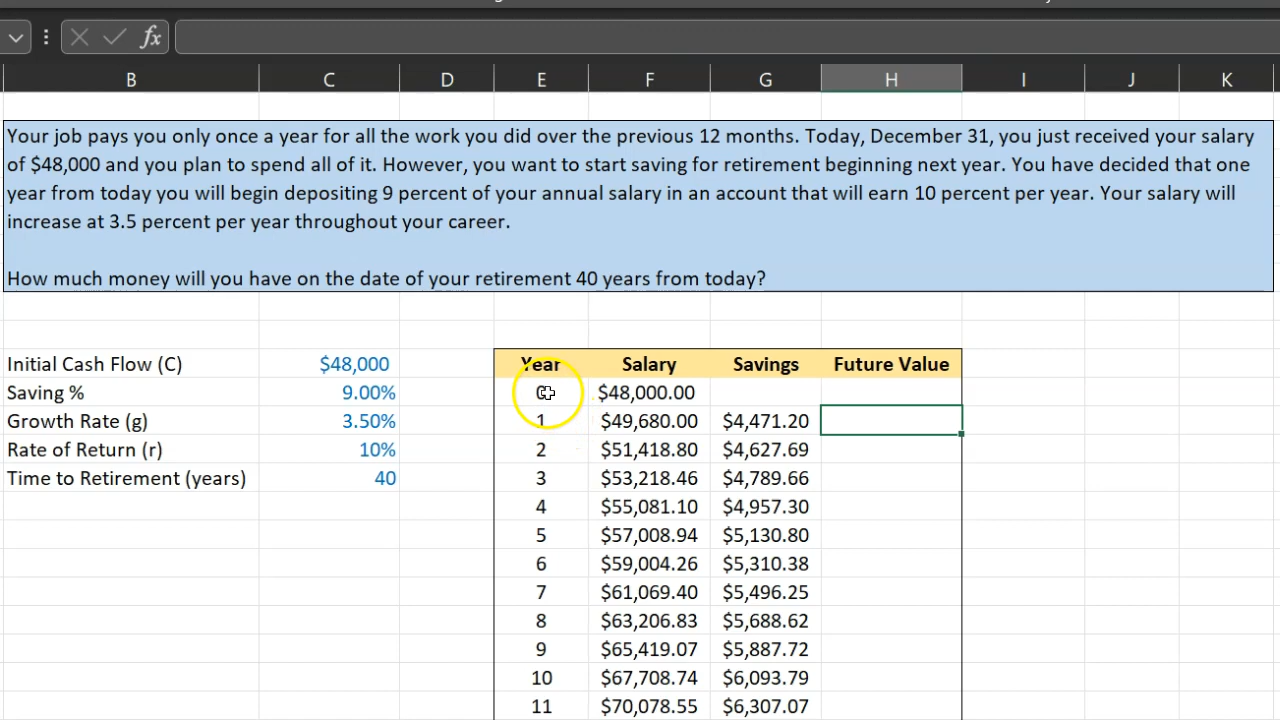 fx
B C D E F G H I J K
Your job pays you only once a year for all the work you did over the previous 12 months. Today, December 31, you just received your salary
of $48,000 and you plan to spend all of it. However, you want to start saving for retirement beginning next year. You have decided that one
year from today you will begin depositing 9 percent of your annual salary in an account that will earn 10 percent per year. Your salary will
increase at 3.5 percent per year throughout your career.
How much money will you have on the date of your retirement 40 years from today?
Initial Cash Flow (C) $48,000 Year Salary Savings Future Value
Saving % 9.00% $48,000.00
Growth Rate (g) 3.50% 1 $49,680.00 $4,471.20
Rate of Return (r) 10% 2 $51,418.80 $4,627.69
Time to Retirement (years) 40 3 $53,218.46 $4,789.66
4 $55,081.10 $4,957.30
5 $57,008.94 $5,130.80
6 $59,004.26 $5,310.38
7 $61,069.40 $5,496.25
8 $63,206.83 $5,688.62
9 $65,419.07 $5,887.72
10 $67,708.74 $6,093.79
11 $70,078.55 $6,307.07